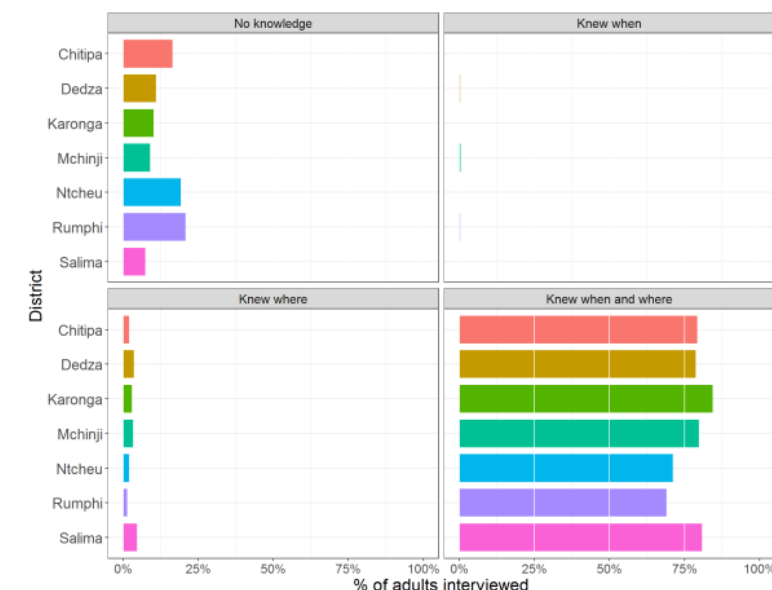 No knowledge
Knew when
Chitipa
Dedza
Karonga
Mchinji
Ntcheu
Rumphi
Salima
District
Knew where
Knew when and where
Chitipa
Dedza
Karonga
Mchinji
Ntcheu
Rumphi
Salima
0% 25% 50% 75% 100% 0% 25% 50% 75% 100%
% of adults interviewed